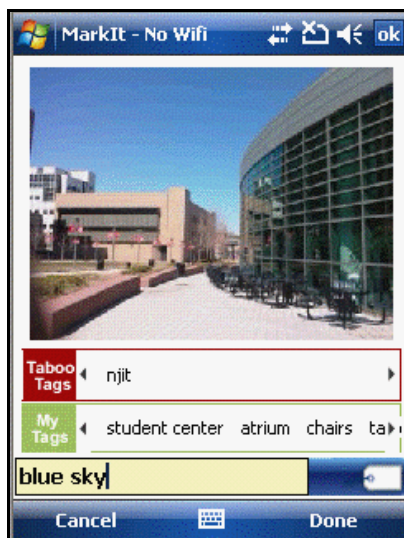 MarkIt - No Wifi ok
Taboo Tags njit
My Tags student center atrium chairs
blue sky
Cancel Done